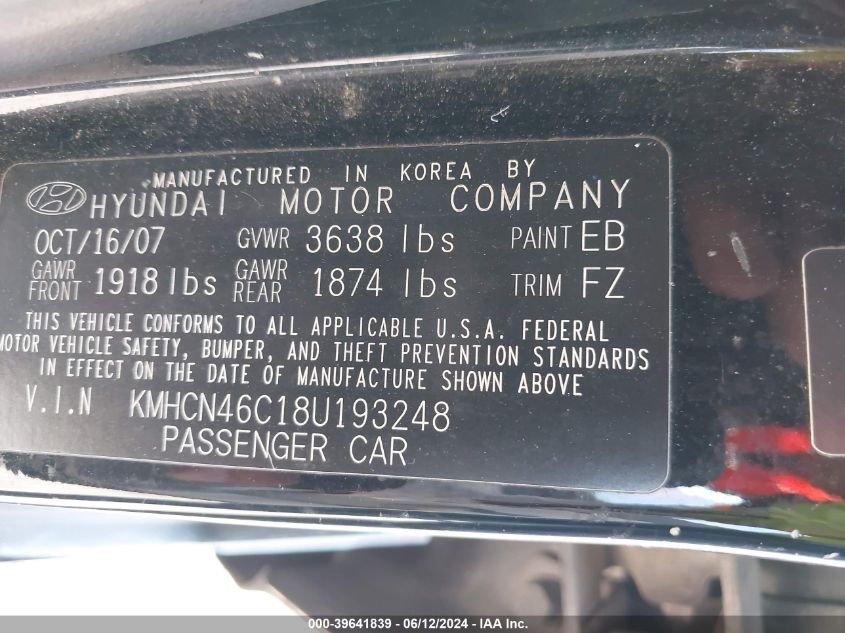 MANUFACTURED IN KOREA BY
HYUNDAI MOTOR COMPANY
OCT/16/07 GVWR 3638 lbs PAINT EB
GAWR FRONT 1918 lbs GAWR REAR 1874 lbs TRIM FZ
THIS VEHICLE CONFORMS TO ALL APPLICABLE U.S.A. FEDERAL
MOTOR VEHICLE SAFETY, BUMPER, AND THEFT PREVENTION STANDARDS
IN EFFECT ON THE DATE OF MANUFACTURE SHOWN ABOVE
V.I.N KMHCN46C18U193248
PASSENGER CAR
000-39641839 - 06/12/2024 - IAA Inc.